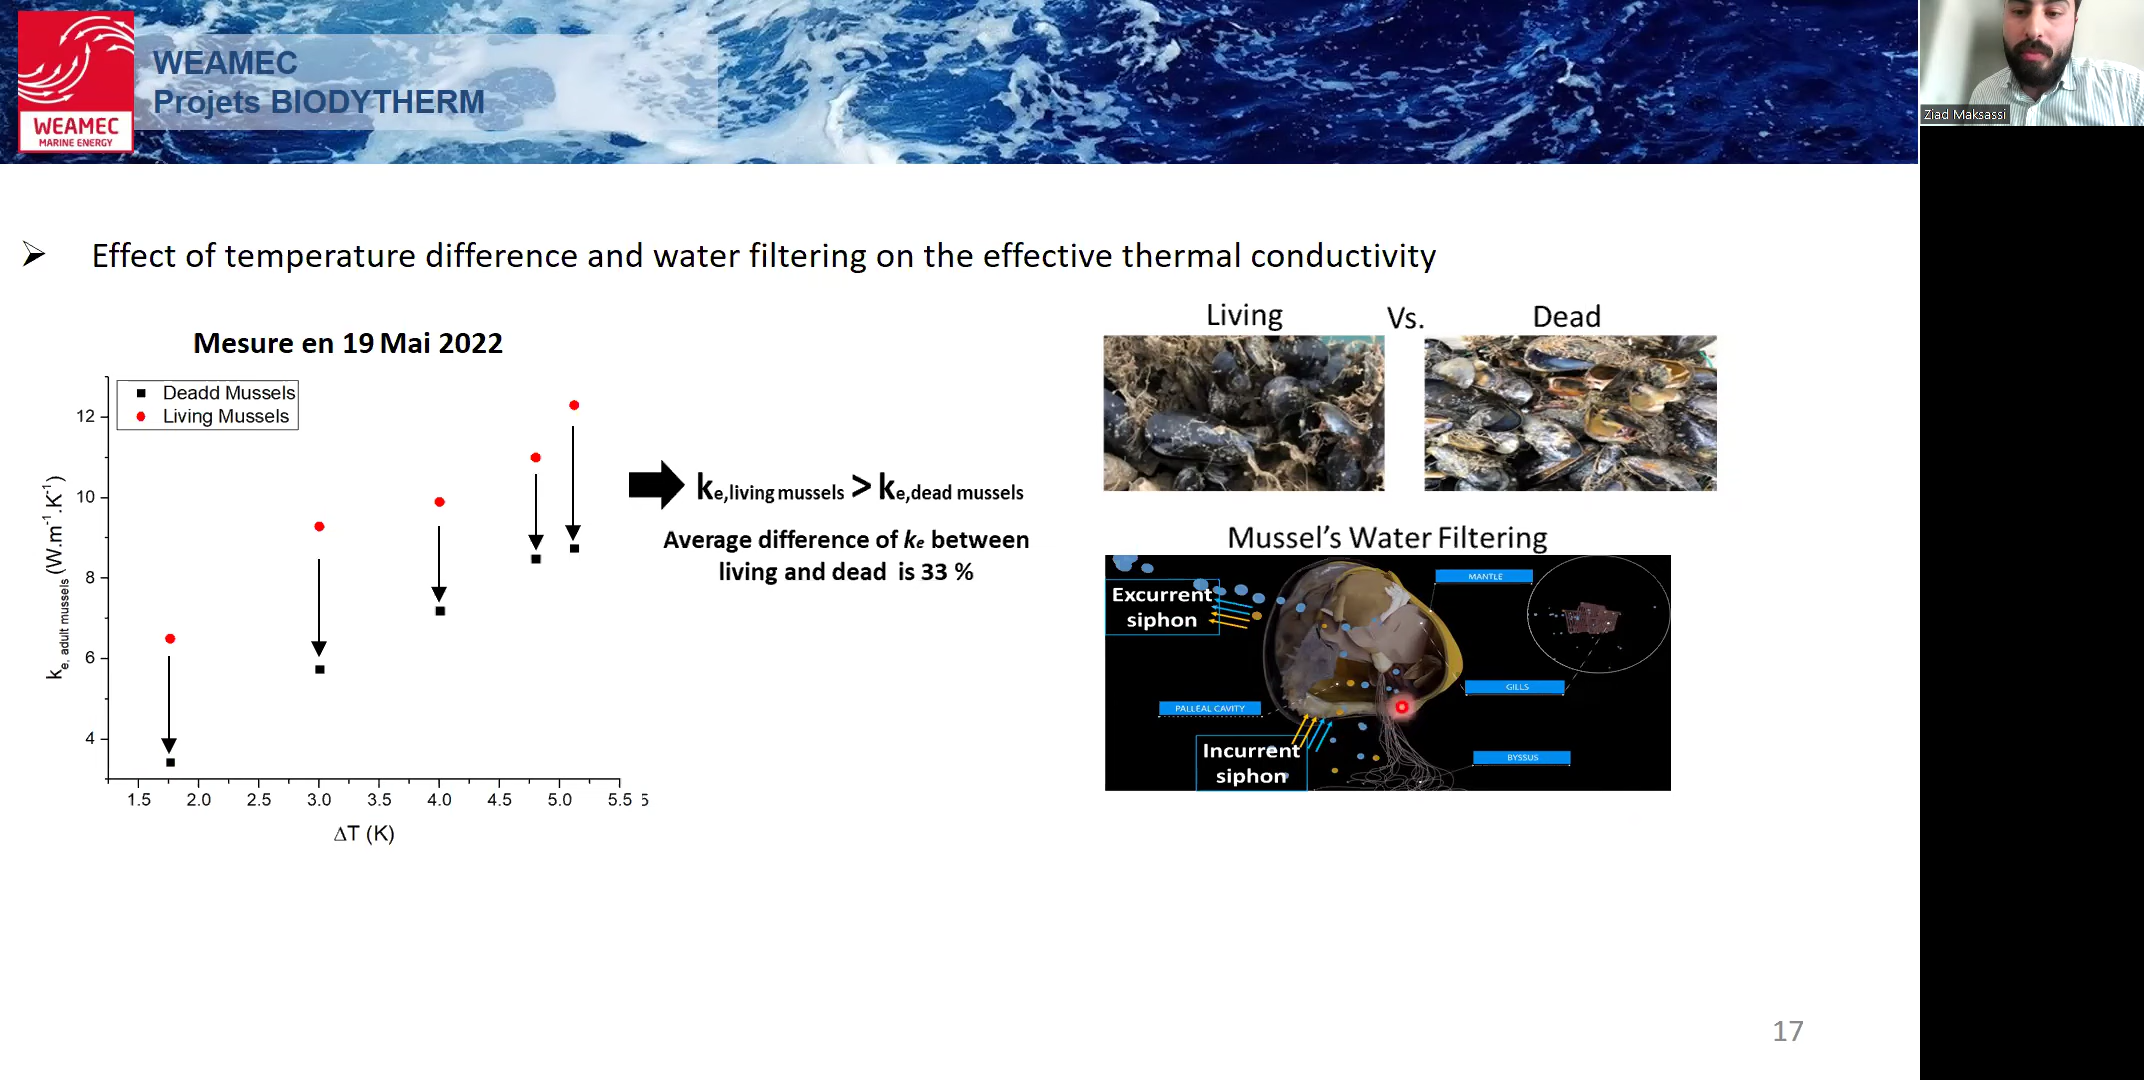 WEAMEC
Projets BIODYTHERM
WEAMEC
MARINE ENERGY
Ziad Maksassi
Effect of temperature difference and water filtering on the effective thermal conductivity
Mesure en 19 Mai 2022
Deadd Mussels
Living Mussels
12
10
8
6
4
k e, adult mussels (W.m-1.K-1)
1.5 2.0 2.5 3.0 3.5 4.0 4.5 5.0 5.5 5
ΔT (K)
ke,living mussels > ke,dead mussels
Average difference of ke between
living and dead is 33 %
Living Vs. Dead
Mussel’s Water Filtering
Excurrent
siphon
MANTLE
GILLS
PALLEAL CAVITY
Incurrent
siphon
BYSSUS
17